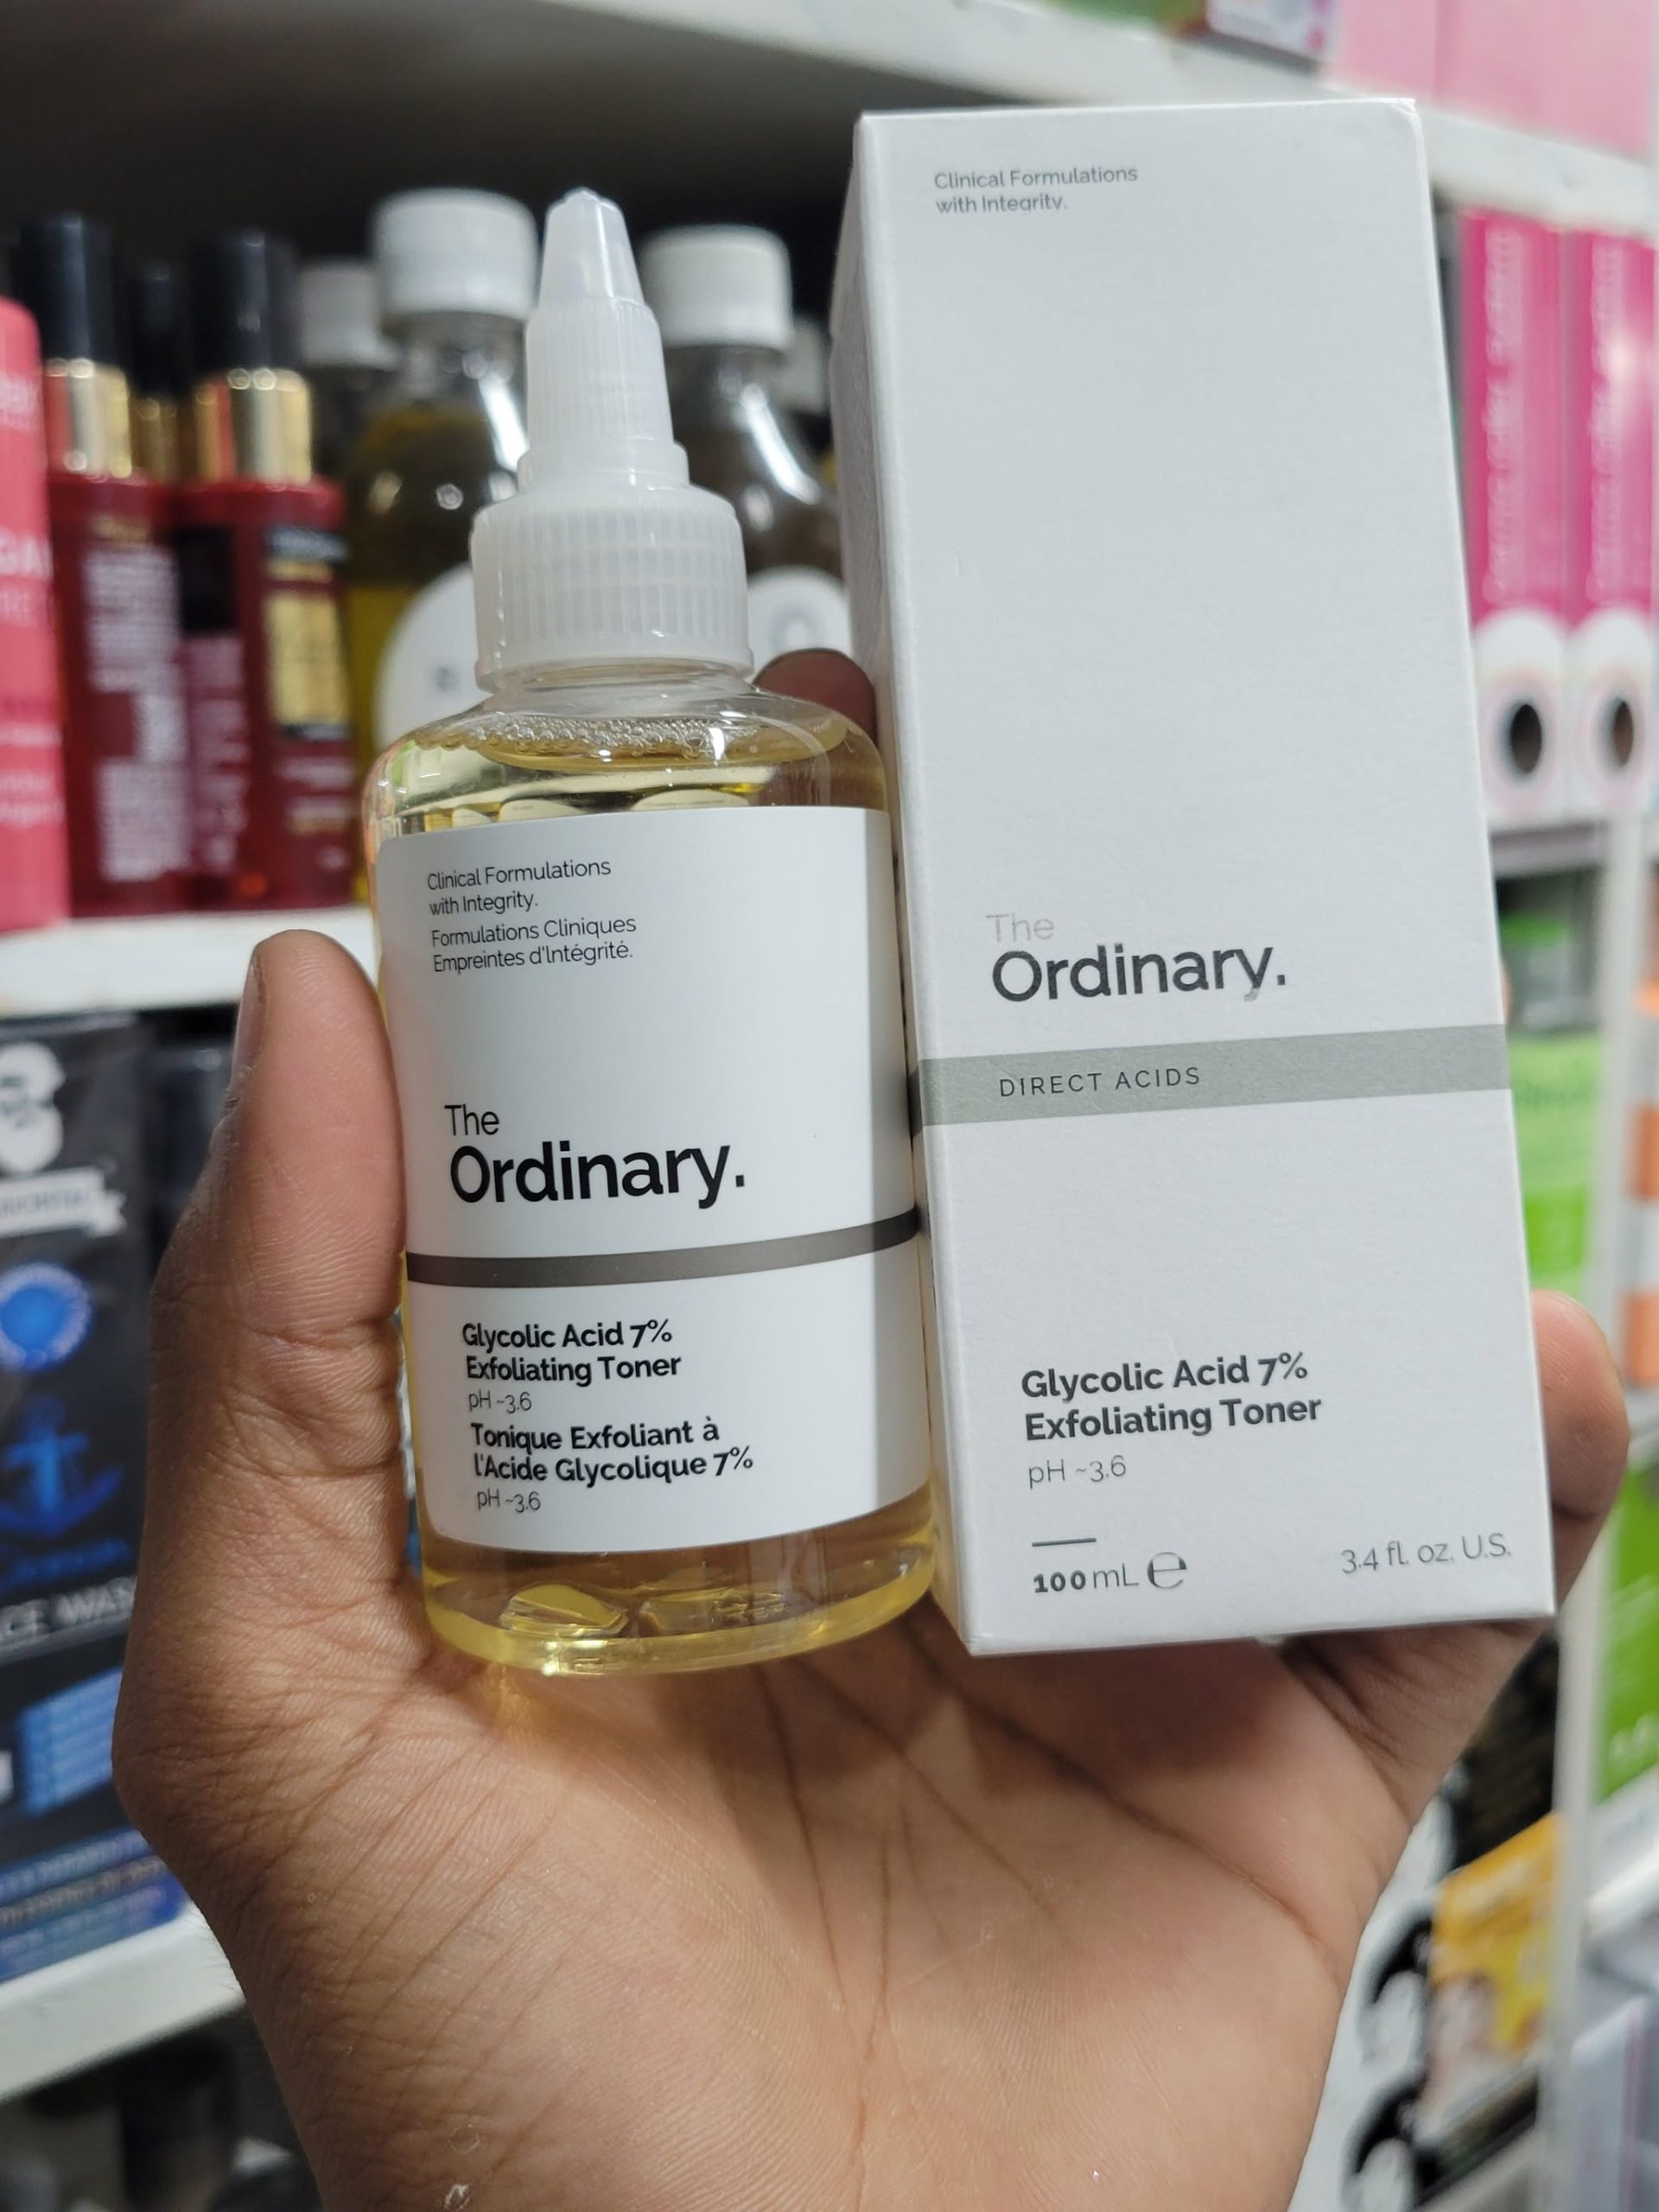 Clinical Formulations
with Integrity.
Formulations Cliniques
Empreintes d'Intégrité.
The
Ordinary.
Glycolic Acid 7%
Exfoliating Toner
pH ~3.6
Tonique Exfoliant à
l'Acide Glycolique 7%
pH ~3.6
Clinical Formulations
with Integrity.
The
Ordinary.
DIRECT ACIDS
Glycolic Acid 7%
Exfoliating Toner
pH ~3.6
100 mL ℮
3.4 fl. oz. U.S.